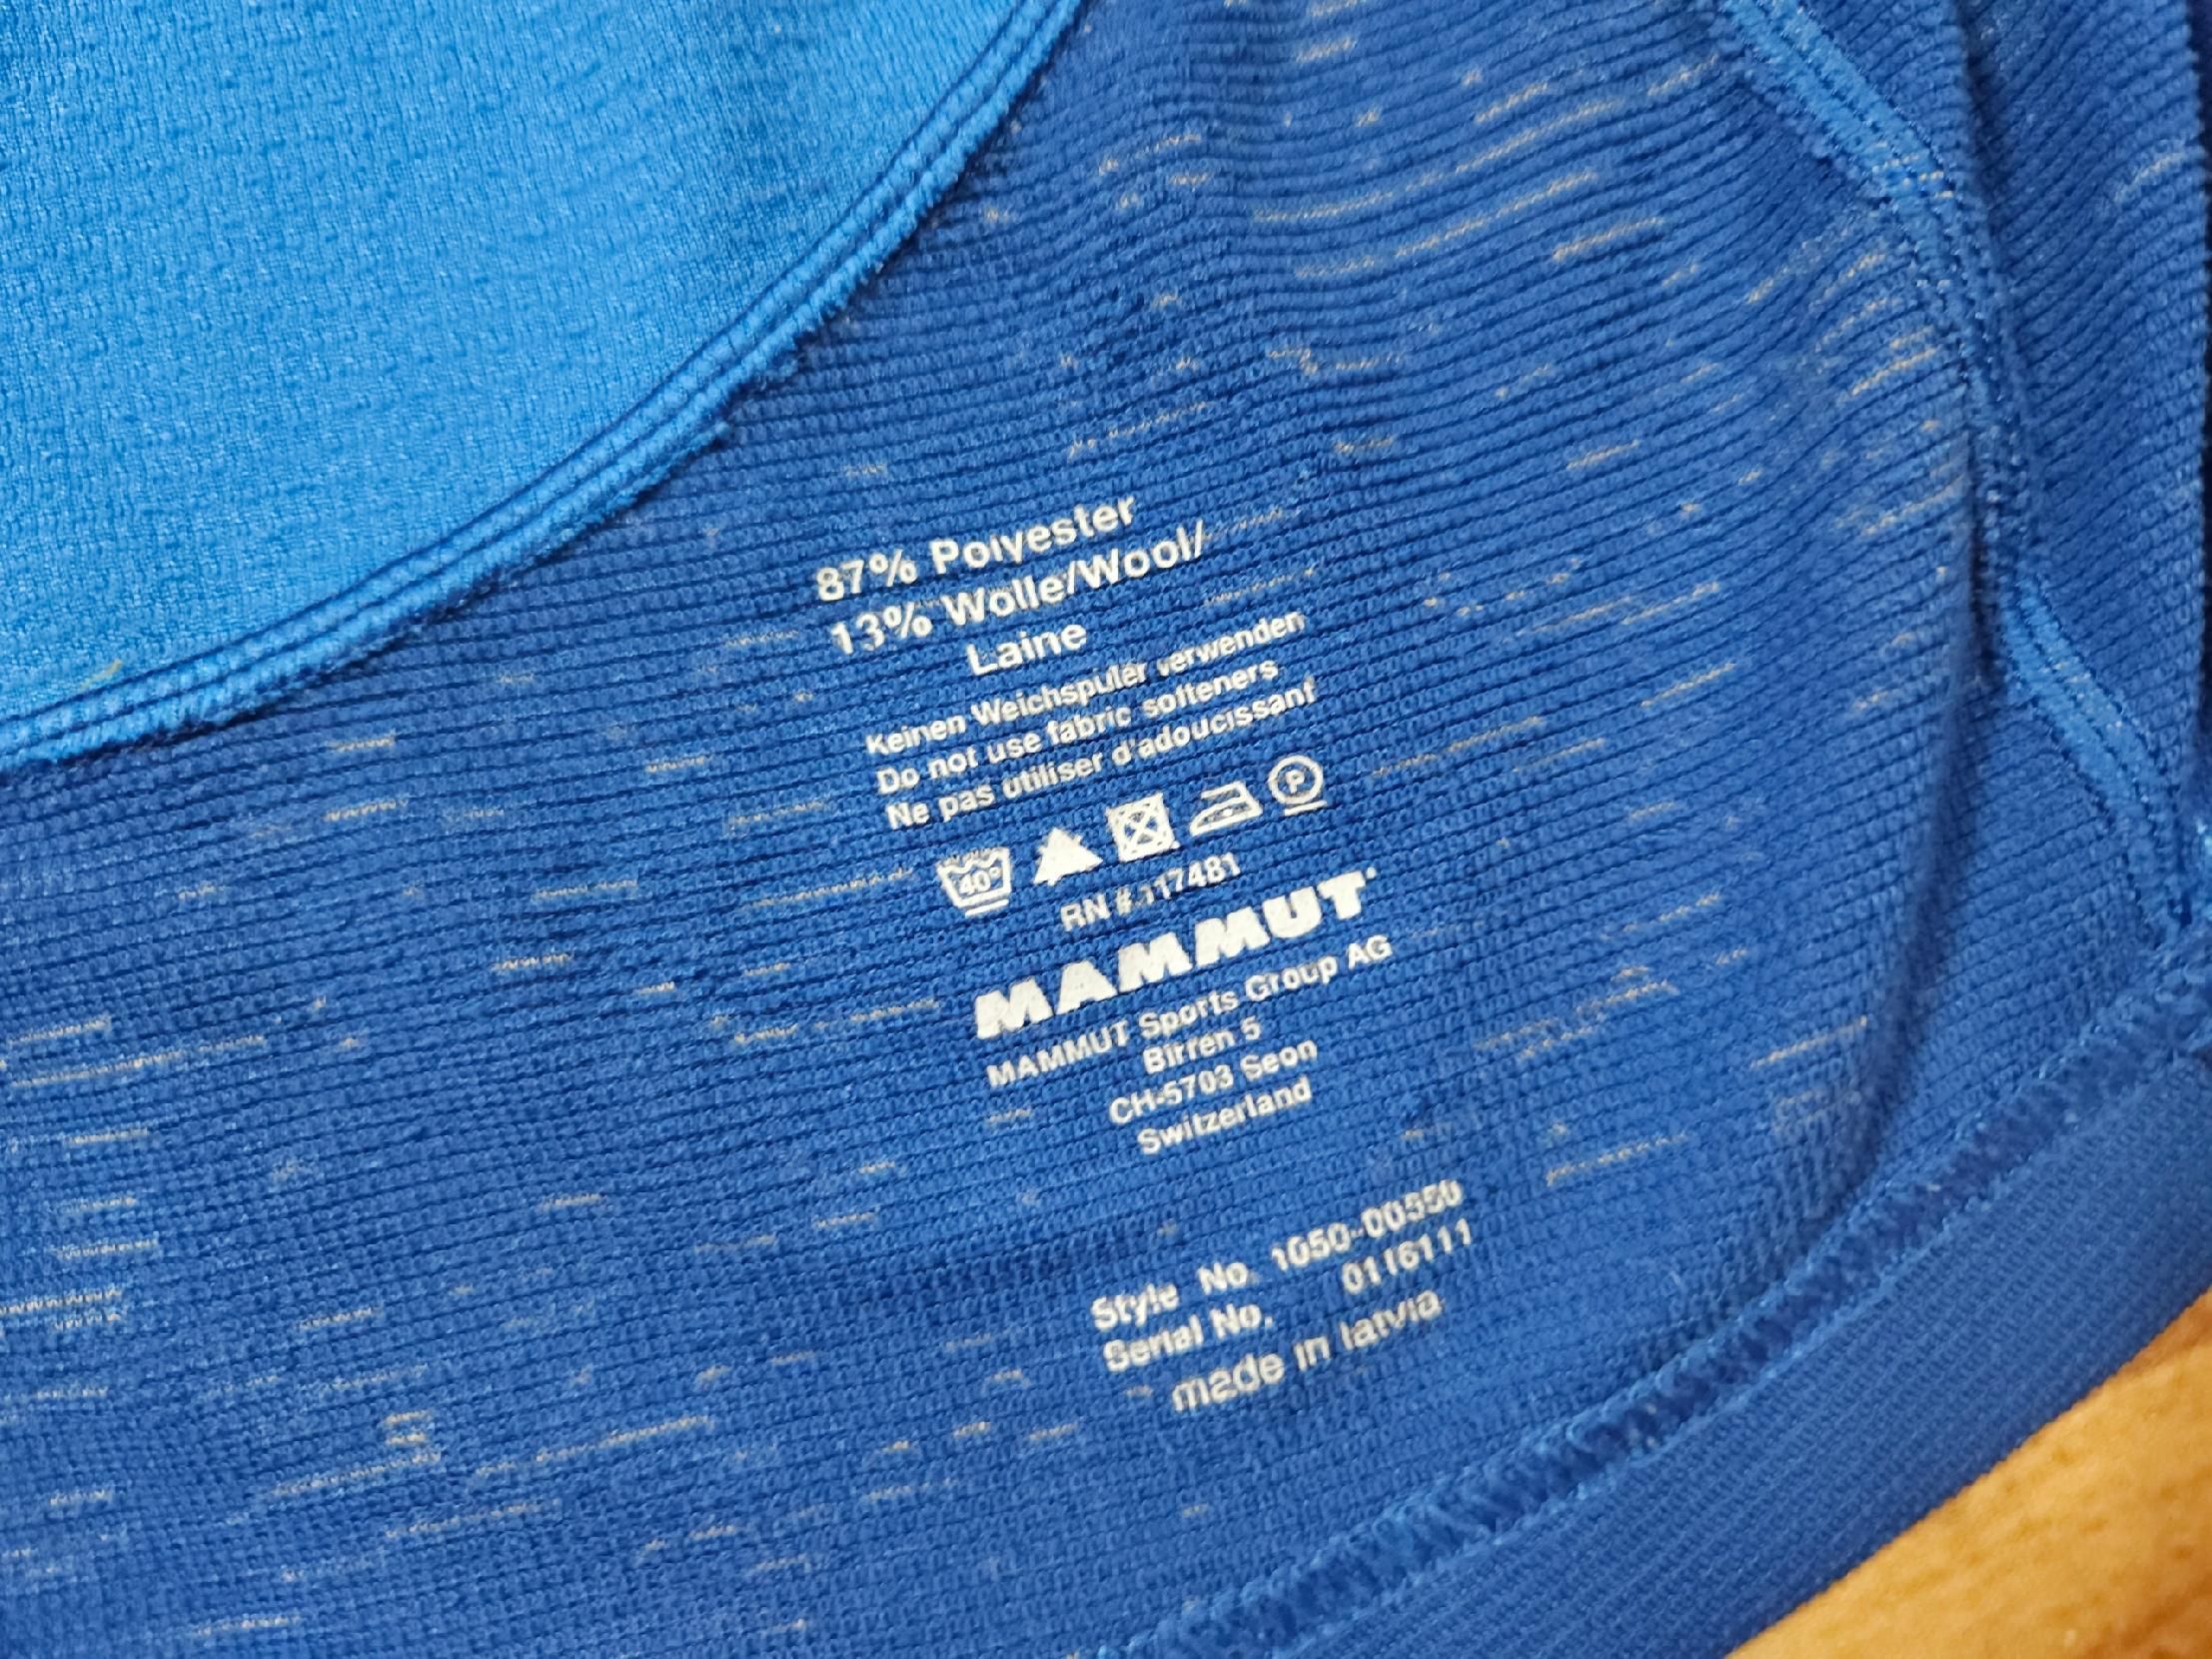 87% Polyester
13% Wolle/Wool/
Laine
Keinen Weichspüler verwenden
Do not use fabric softeners
Ne pas utiliser d'adoucissant
40° P
RN #.117481
MAMMUT
MAMMUT Sports Group AG
Birren 5
CH-5703 Seon
Switzerland
Style No. 1050-00550
Serial No. 0116111
made in latvia